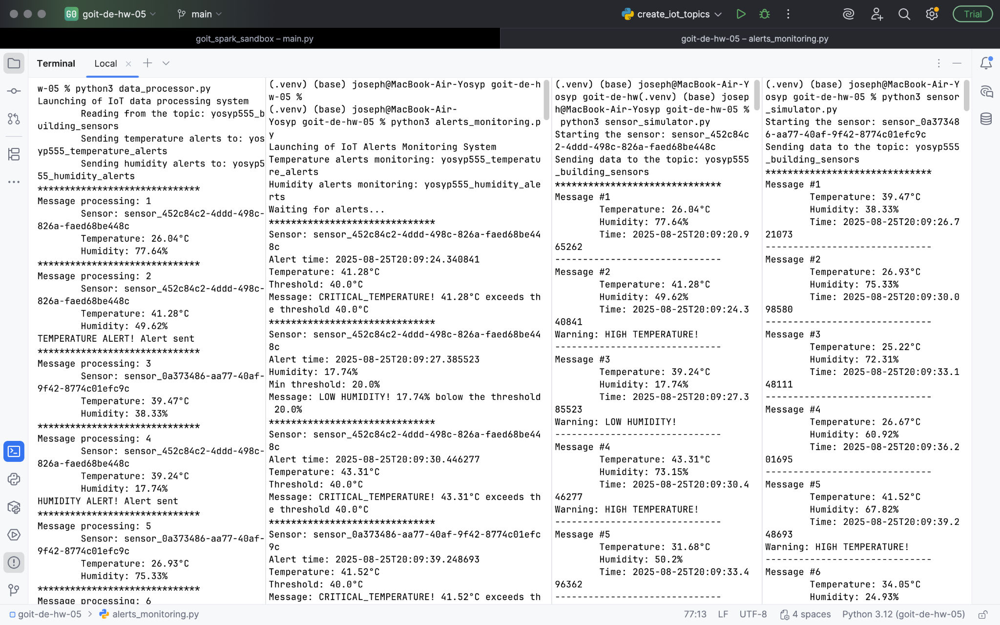 GO goit-de-hw-05 main create_iot_topics Trial
goit_spark_sandbox – main.py goit-de-hw-05 – alerts_monitoring.py
Terminal Local
w-05 % python3 data_processor.py
Launching of IoT data processing system
Reading from the topic: yosyp555_b
uilding_sensors
Sending temperature alerts to: yos
yp555_temperature_alerts
Sending humidity alerts to: yosyp5
55_humidity_alerts
******************************
Message processing: 1
Sensor: sensor_452c84c2-4ddd-498c-
826a-faed68be448c
Temperature: 26.04°C
Humidity: 77.64%
******************************
Message processing: 2
Sensor: sensor_452c84c2-4ddd-498c-
826a-faed68be448c
Temperature: 41.28°C
Humidity: 49.62%
TEMPERATURE ALERT! Alert sent
******************************
Message processing: 3
Sensor: sensor_0a373486-aa77-40af-
9f42-8774c01efc9c
Temperature: 39.47°C
Humidity: 38.33%
******************************
Message processing: 4
Sensor: sensor_452c84c2-4ddd-498c-
826a-faed68be448c
Temperature: 39.24°C
Humidity: 17.74%
HUMIDITY ALERT! Alert sent
******************************
Message processing: 5
Sensor: sensor_0a373486-aa77-40af-
9f42-8774c01efc9c
Temperature: 26.93°C
Humidity: 75.33%
******************************
Message processing: 6
(.venv) (base) joseph@MacBook-Air-Yosyp goit-de-h
w-05 %
(.venv) (base) joseph@MacBook-Air-
Yosyp goit-de-hw-05 % python3 alerts_monitoring.p
y
Launching of IoT Alerts Monitoring System
Temperature alerts monitoring: yosyp555_temperatu
re_alerts
Humidity alerts monitoring: yosyp555_humidity_ale
rts
Waiting for alerts...
******************************
Sensor: sensor_452c84c2-4ddd-498c-826a-faed68be44
8c
Alert time: 2025-08-25T20:09:24.340841
Temperature: 41.28°C
Threshold: 40.0°C
Message: CRITICAL_TEMPERATURE! 41.28°C exceeds th
e threshold 40.0°C
******************************
Sensor: sensor_452c84c2-4ddd-498c-826a-faed68be44
8c
Alert time: 2025-08-25T20:09:27.385523
Humidity: 17.74%
Min threshold: 20.0%
Message: LOW HUMIDITY! 17.74% bolow the threshold
20.0%
******************************
Sensor: sensor_452c84c2-4ddd-498c-826a-faed68be44
8c
Alert time: 2025-08-25T20:09:30.446277
Temperature: 43.31°C
Threshold: 40.0°C
Message: CRITICAL_TEMPERATURE! 43.31°C exceeds th
e threshold 40.0°C
******************************
Sensor: sensor_0a373486-aa77-40af-9f42-8774c01efc
9c
Alert time: 2025-08-25T20:09:39.248693
Temperature: 41.52°C
Threshold: 40.0°C
Message: CRITICAL_TEMPERATURE! 41.52°C exceeds th
(.venv) (base) joseph@MacBook-Air-Y
osyp goit-de-hw(.venv) (base) josep
h@MacBook-Air-Yosyp goit-de-hw-05 %
python3 sensor_simulator.py
Starting the sensor: sensor_452c84c
2-4ddd-498c-826a-faed68be448c
Sending data to the topic: yosyp555
_building_sensors
******************************
Message #1
Temperature: 26.04°C
Humidity: 77.64%
Time: 2025-08-25T20:09:20.9
65262
------------------------------
Message #2
Temperature: 41.28°C
Humidity: 49.62%
Time: 2025-08-25T20:09:24.3
40841
Warning: HIGH TEMPERATURE!
------------------------------
Message #3
Temperature: 39.24°C
Humidity: 17.74%
Time: 2025-08-25T20:09:27.3
85523
Warning: LOW HUMIDITY!
------------------------------
Message #4
Temperature: 43.31°C
Humidity: 73.15%
Time: 2025-08-25T20:09:30.4
46277
Warning: HIGH TEMPERATURE!
------------------------------
Message #5
Temperature: 31.68°C
Humidity: 50.2%
Time: 2025-08-25T20:09:33.4
96362
------------------------------
(.venv) (base) joseph@MacBook-Air-Y
osyp goit-de-hw-05 % python3 sensor
_simulator.py
Starting the sensor: sensor_0a37348
6-aa77-40af-9f42-8774c01efc9c
Sending data to the topic: yosyp555
_building_sensors
******************************
Message #1
Temperature: 39.47°C
Humidity: 38.33%
Time: 2025-08-25T20:09:26.7
21073
------------------------------
Message #2
Temperature: 26.93°C
Humidity: 75.33%
Time: 2025-08-25T20:09:30.0
98580
------------------------------
Message #3
Temperature: 25.22°C
Humidity: 72.31%
Time: 2025-08-25T20:09:33.1
48111
------------------------------
Message #4
Temperature: 26.67°C
Humidity: 60.92%
Time: 2025-08-25T20:09:36.2
01695
------------------------------
Message #5
Temperature: 41.52°C
Humidity: 67.82%
Time: 2025-08-25T20:09:39.2
48693
Warning: HIGH TEMPERATURE!
------------------------------
Message #6
Temperature: 34.05°C
Humidity: 24.93%
goit-de-hw-05 > alerts_monitoring.py 77:13 LF UTF-8 4 spaces Python 3.12 (goit-de-hw-05)